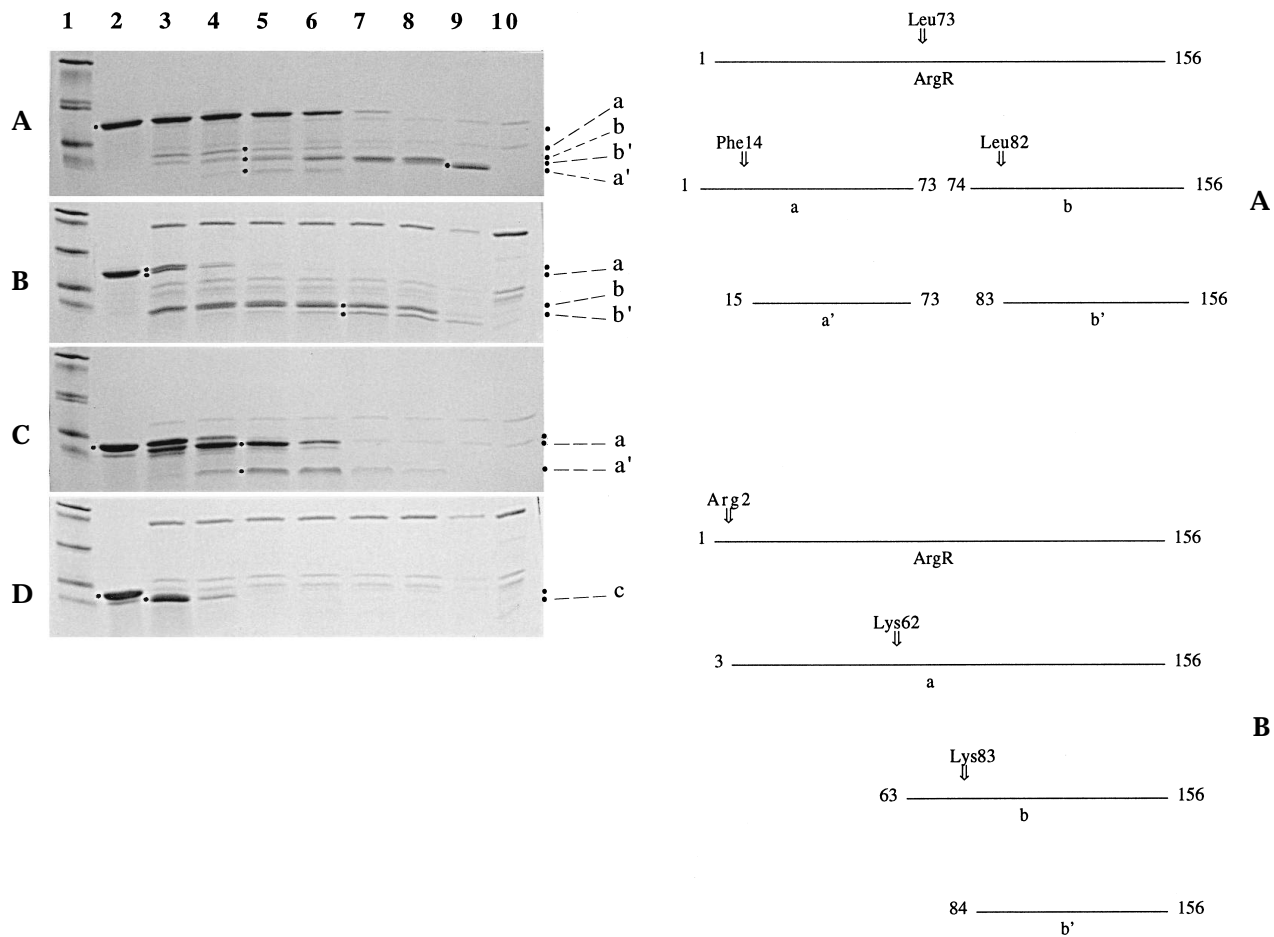 1 2 3 4 5 6 7 8 9 10
A
a
b
b'
b'
a'
B
a
b
b'
C
a
a'
D
c
Leu73
1 156
ArgR
Phe14 Leu82
1 73 74 156
a b
A
15 73 83 156
a' b'
Arg2
1 156
ArgR
Lys62
3 156
a
B
Lys83
63 156
b
84 156
b'